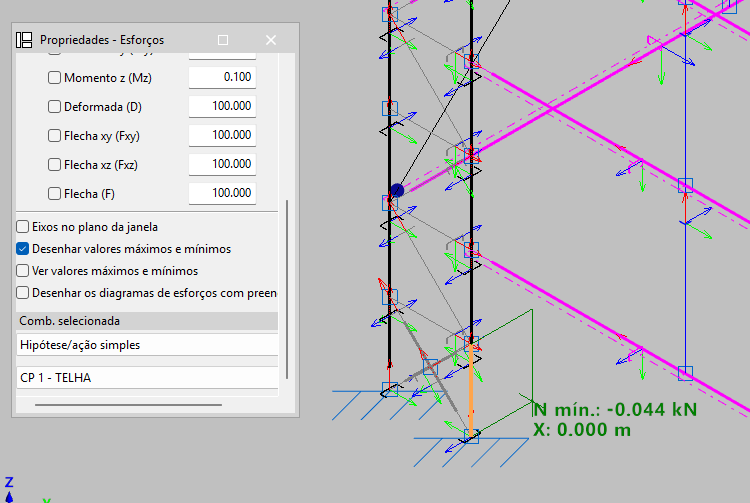 Propriedades - Esforços
Momento z (Mz) 0.100
Deformada (D) 100.000
Flecha xy (Fxy) 100.000
Flecha xz (Fxz) 100.000
Flecha (F) 100.000
Eixos no plano da janela
Desenhar valores máximos e mínimos
Ver valores máximos e mínimos
Desenhar os diagramas de esforços com preen
Comb. selecionada
Hipótese/ação simples
CP 1 - TELHA
N mín.: -0.044 kN
X: 0.000 m
Z